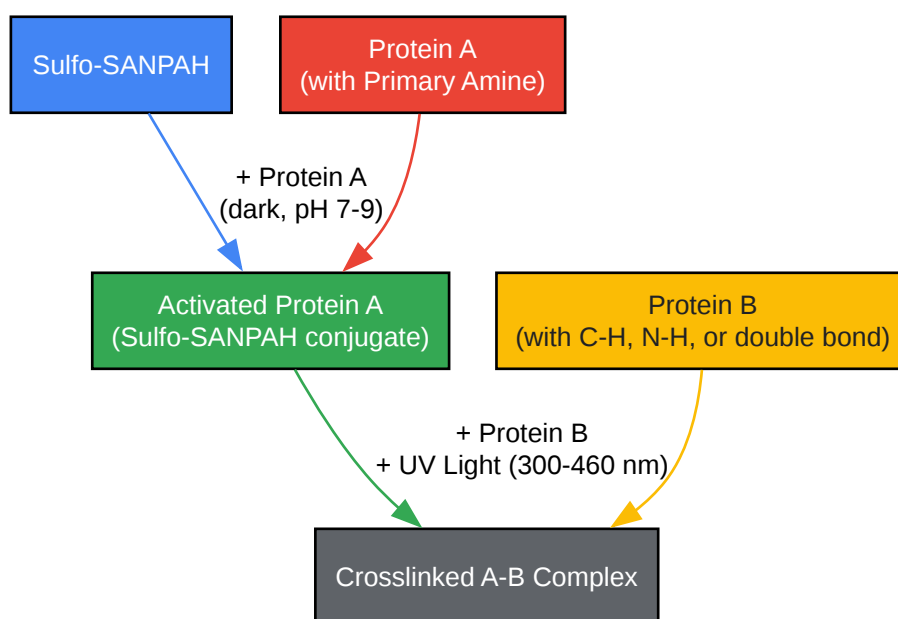 Sulfo-SANPAH
Protein A
(with Primary Amine)
+ Protein A
(dark, pH 7-9)
Activated Protein A
(Sulfo-SANPAH conjugate)
Protein B
(with C-H, N-H, or double bond)
+ Protein B
+ UV Light (300-460 nm)
Crosslinked A-B Complex